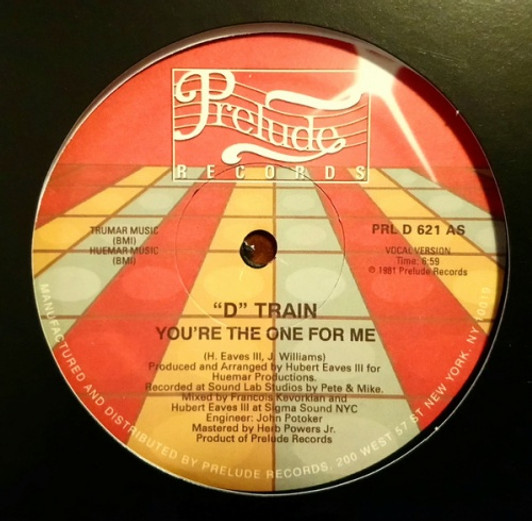 Prelude
RECORDS
TRUMAR MUSIC
(BMI)
HUEMAR MUSIC
(BMI)
PRL D 621 AS
VOCAL VERSION
Time: 6:59
© 1981 Prelude Records
"D" TRAIN
YOU'RE THE ONE FOR ME
(H. Eaves III, J. Williams)
Produced and Arranged by Hubert Eaves III for
Huemar Productions.
Recorded at Sound Lab Studios by Pete & Mike.
Mixed by Francois Kevorkian and
Hubert Eaves III at Sigma Sound NYC
Engineer: John Potoker
Mastered by Herb Powers Jr.
Product of Prelude Records
MANUFACTURED AND DISTRIBUTED BY PRELUDE RECORDS, 200 WEST 57 ST NEW YORK, NY 10019